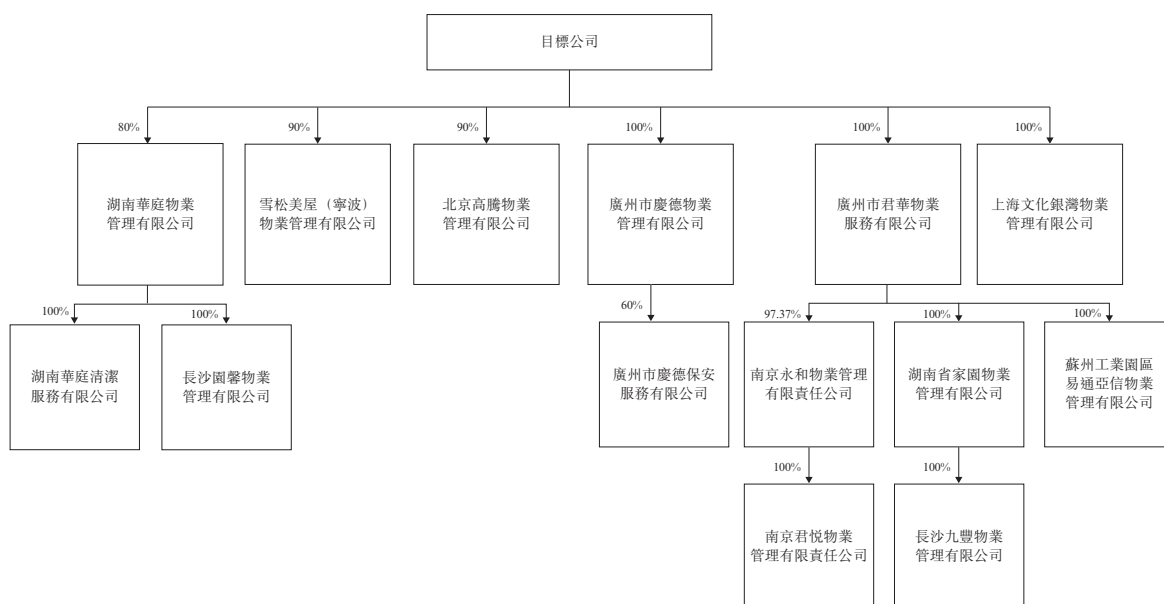 目標公司
80%
90%
90%
100%
100%
100%
湖南華庭物業
管理有限公司
雪松美屋（寧波）
物業管理有限公司
北京高騰物業
管理有限公司
廣州市慶德物業
管理有限公司
廣州市君華物業
服務有限公司
上海文化銀灣物業
管理有限公司
100%
100%
60%
97.37%
100%
100%
湖南華庭清潔
服務有限公司
長沙園馨物業
管理有限公司
廣州市慶德保安
服務有限公司
南京永和物業管理
有限責任公司
湖南省家園物業
管理有限公司
蘇州工業園區
易通亞信物業
管理有限公司
100%
100%
南京君悦物業
管理有限責任公司
長沙九豐物業
管理有限公司